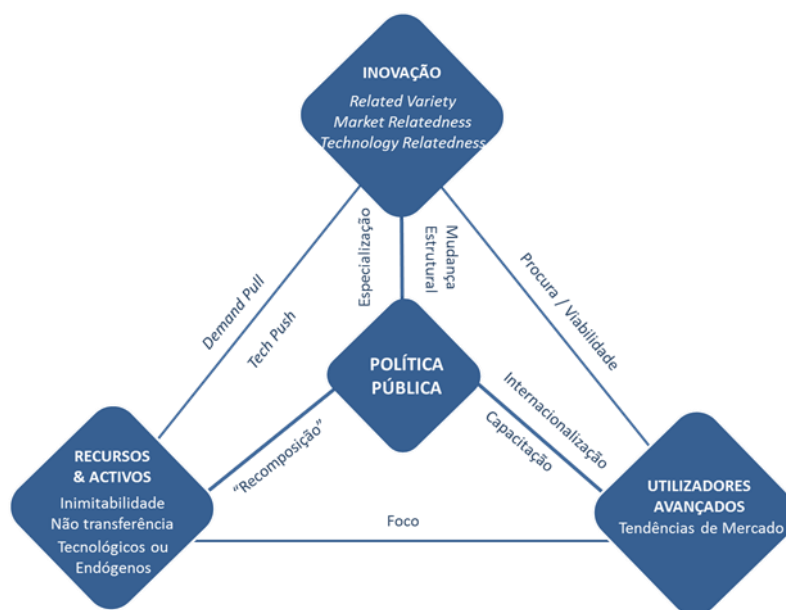 INOVAÇÃO
Related Variety
Market Relatedness
Technology Relatedness
Demand Pull
Tech Push
Especialização
Mudança
Estrutural
Procura / Viabilidade
POLÍTICA
PÚBLICA
"Recomposição"
Internacionalização
Capacitação
RECURSOS
& ACTIVOS
Inimitabilidade
Não transferência
Tecnológicos ou
Endógenos
Foco
UTILIZADORES
AVANÇADOS
Tendências de Mercado